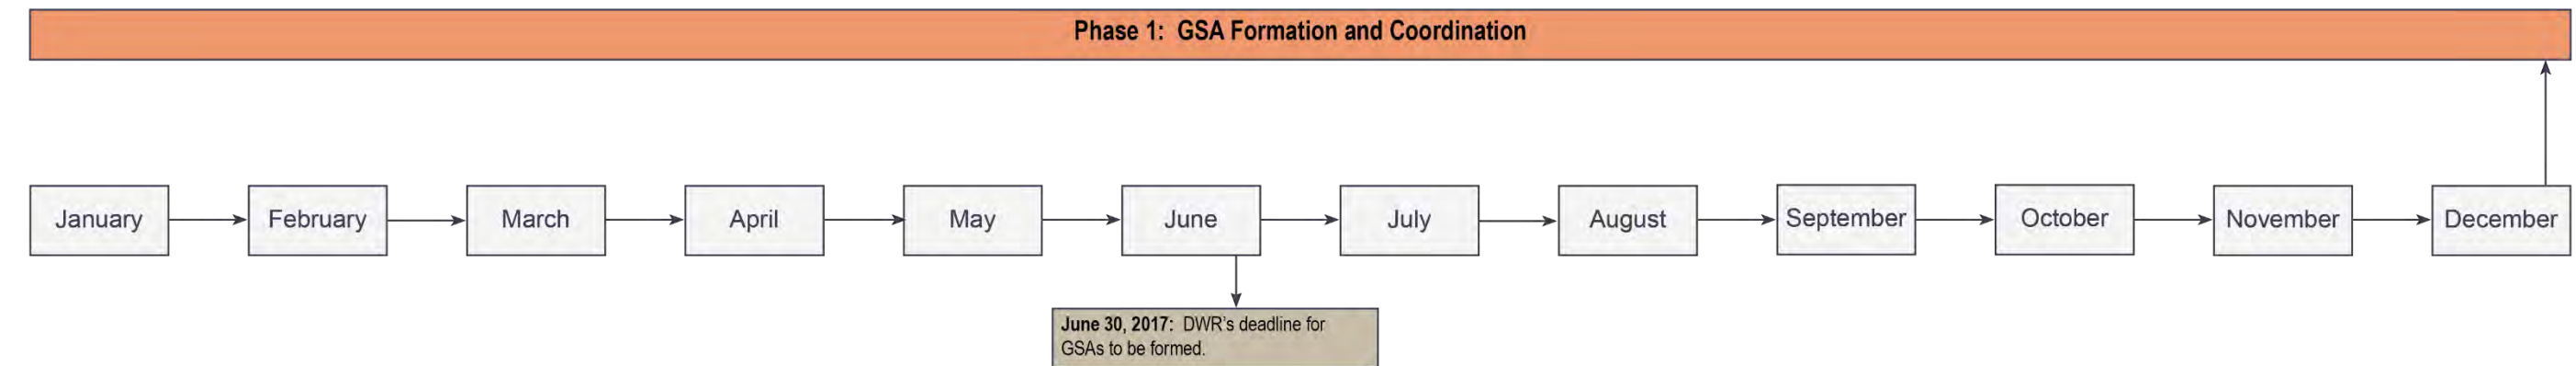 Phase 1:  GSA Formation and Coordination
January
February
March
April
May
June
July
August
September
October
November
December
June 30, 2017:  DWR's deadline for
GSAs to be formed.